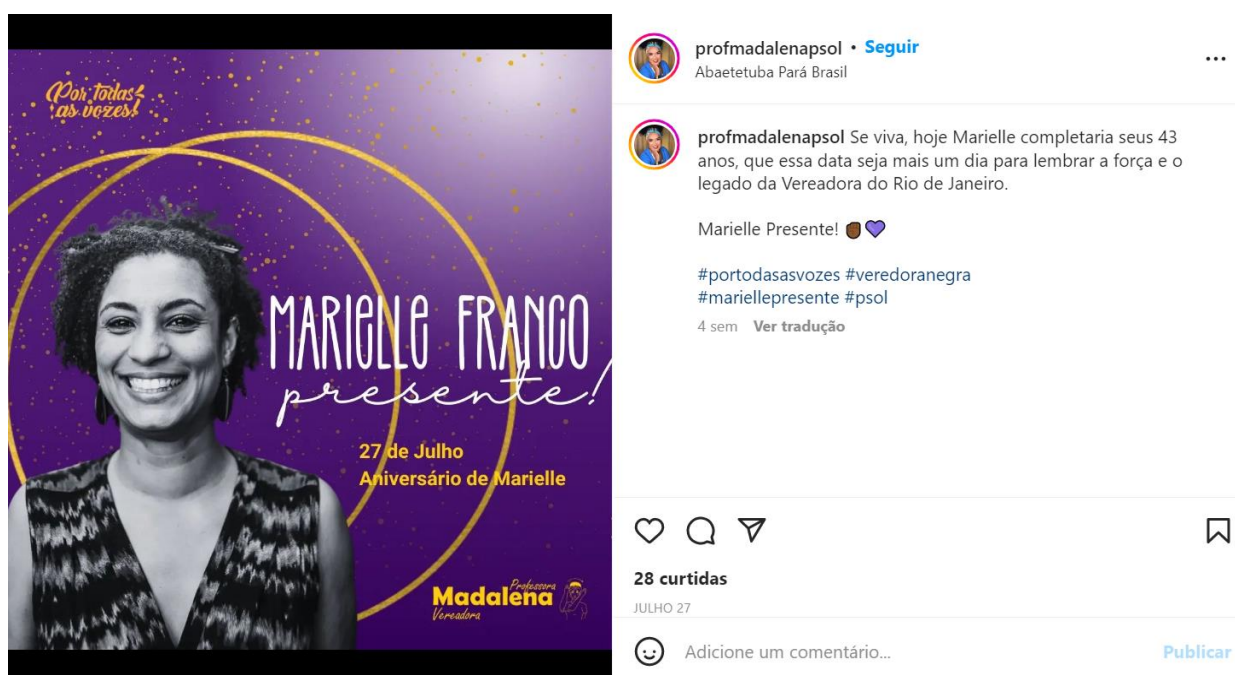 Por todas
as vozes!
MARIELLE FRANCO
presente!
27 de Julho
Aniversário de Marielle
Professora
Madalena
Vereadora
profmadalenapsol • Seguir
Abaetetuba Pará Brasil
profmadalenapsol Se viva, hoje Marielle completaria seus 43
anos, que essa data seja mais um dia para lembrar a força e o
legado da Vereadora do Rio de Janeiro.
Marielle Presente! ✊🏾💜
#portodasasvozes #veredoranegra
#mariellepresente #psol
4 sem Ver tradução
28 curtidas
JULHO 27
Adicione um comentário... Publicar